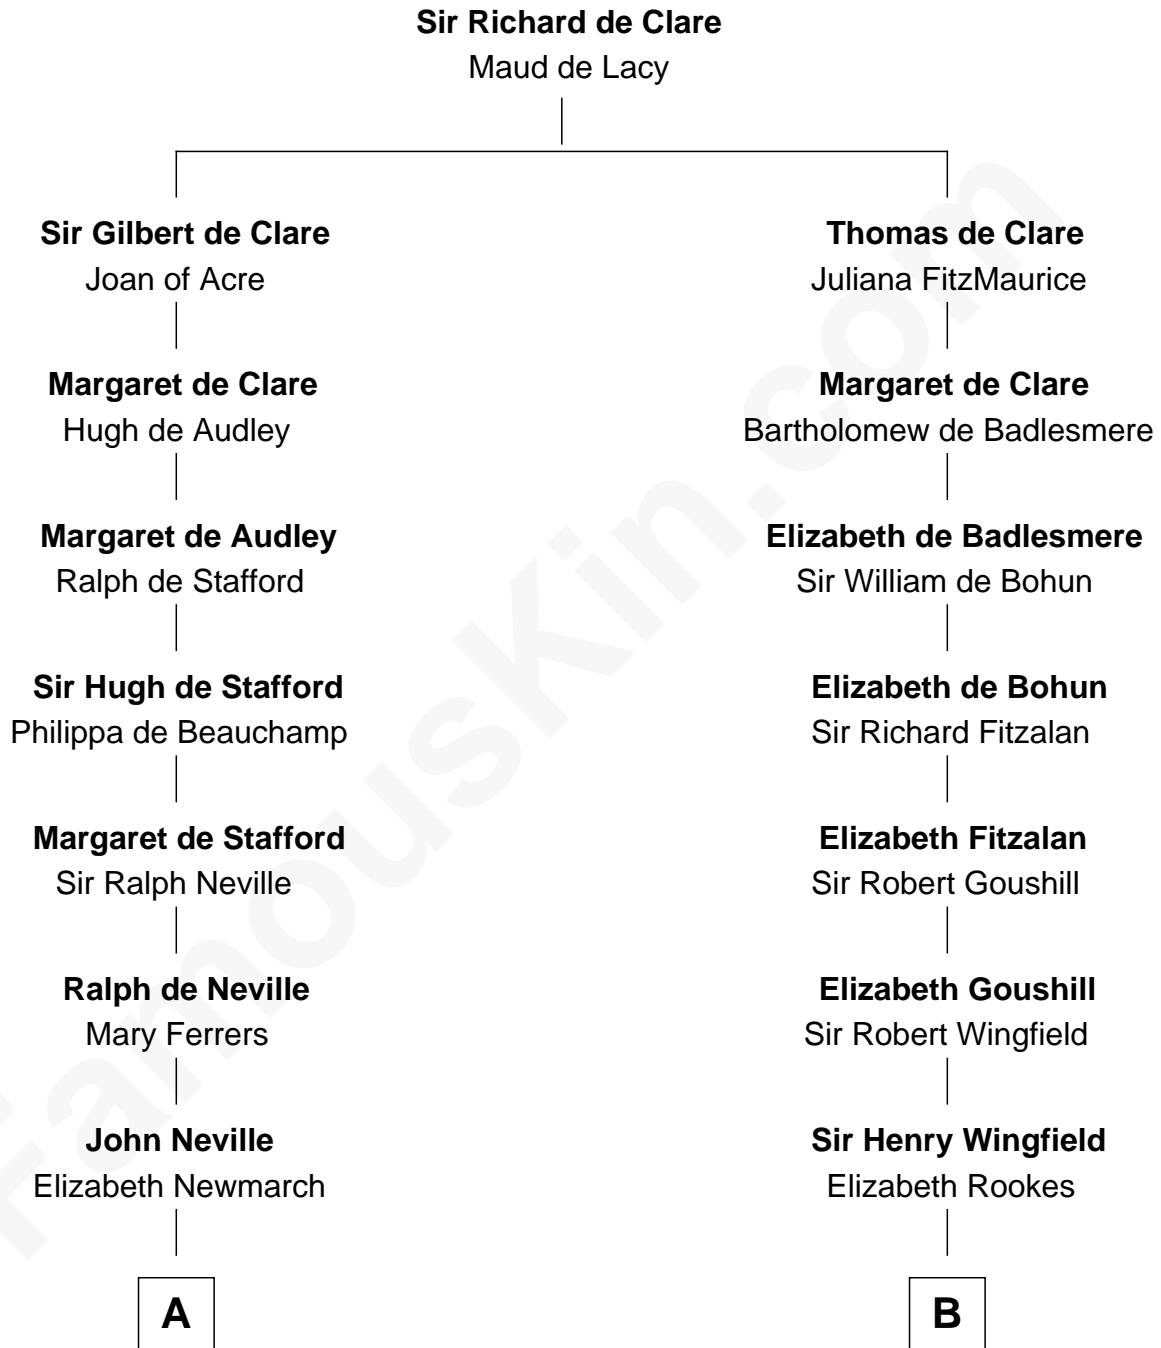 Sir Richard de Clare
Maud de Lacy
Sir Gilbert de Clare
Joan of Acre
Thomas de Clare
Juliana FitzMaurice
Margaret de Clare
Hugh de Audley
Margaret de Clare
Bartholomew de Badlesmere
Margaret de Audley
Ralph de Stafford
Elizabeth de Badlesmere
Sir William de Bohun
Sir Hugh de Stafford
Philippa de Beauchamp
Elizabeth de Bohun
Sir Richard Fitzalan
Margaret de Stafford
Sir Ralph Neville
Elizabeth Fitzalan
Sir Robert Goushill
Ralph de Neville
Mary Ferrers
Elizabeth Goushill
Sir Robert Wingfield
John Neville
Elizabeth Newmarch
Sir Henry Wingfield
Elizabeth Rookes
A
B
FamousKin.com